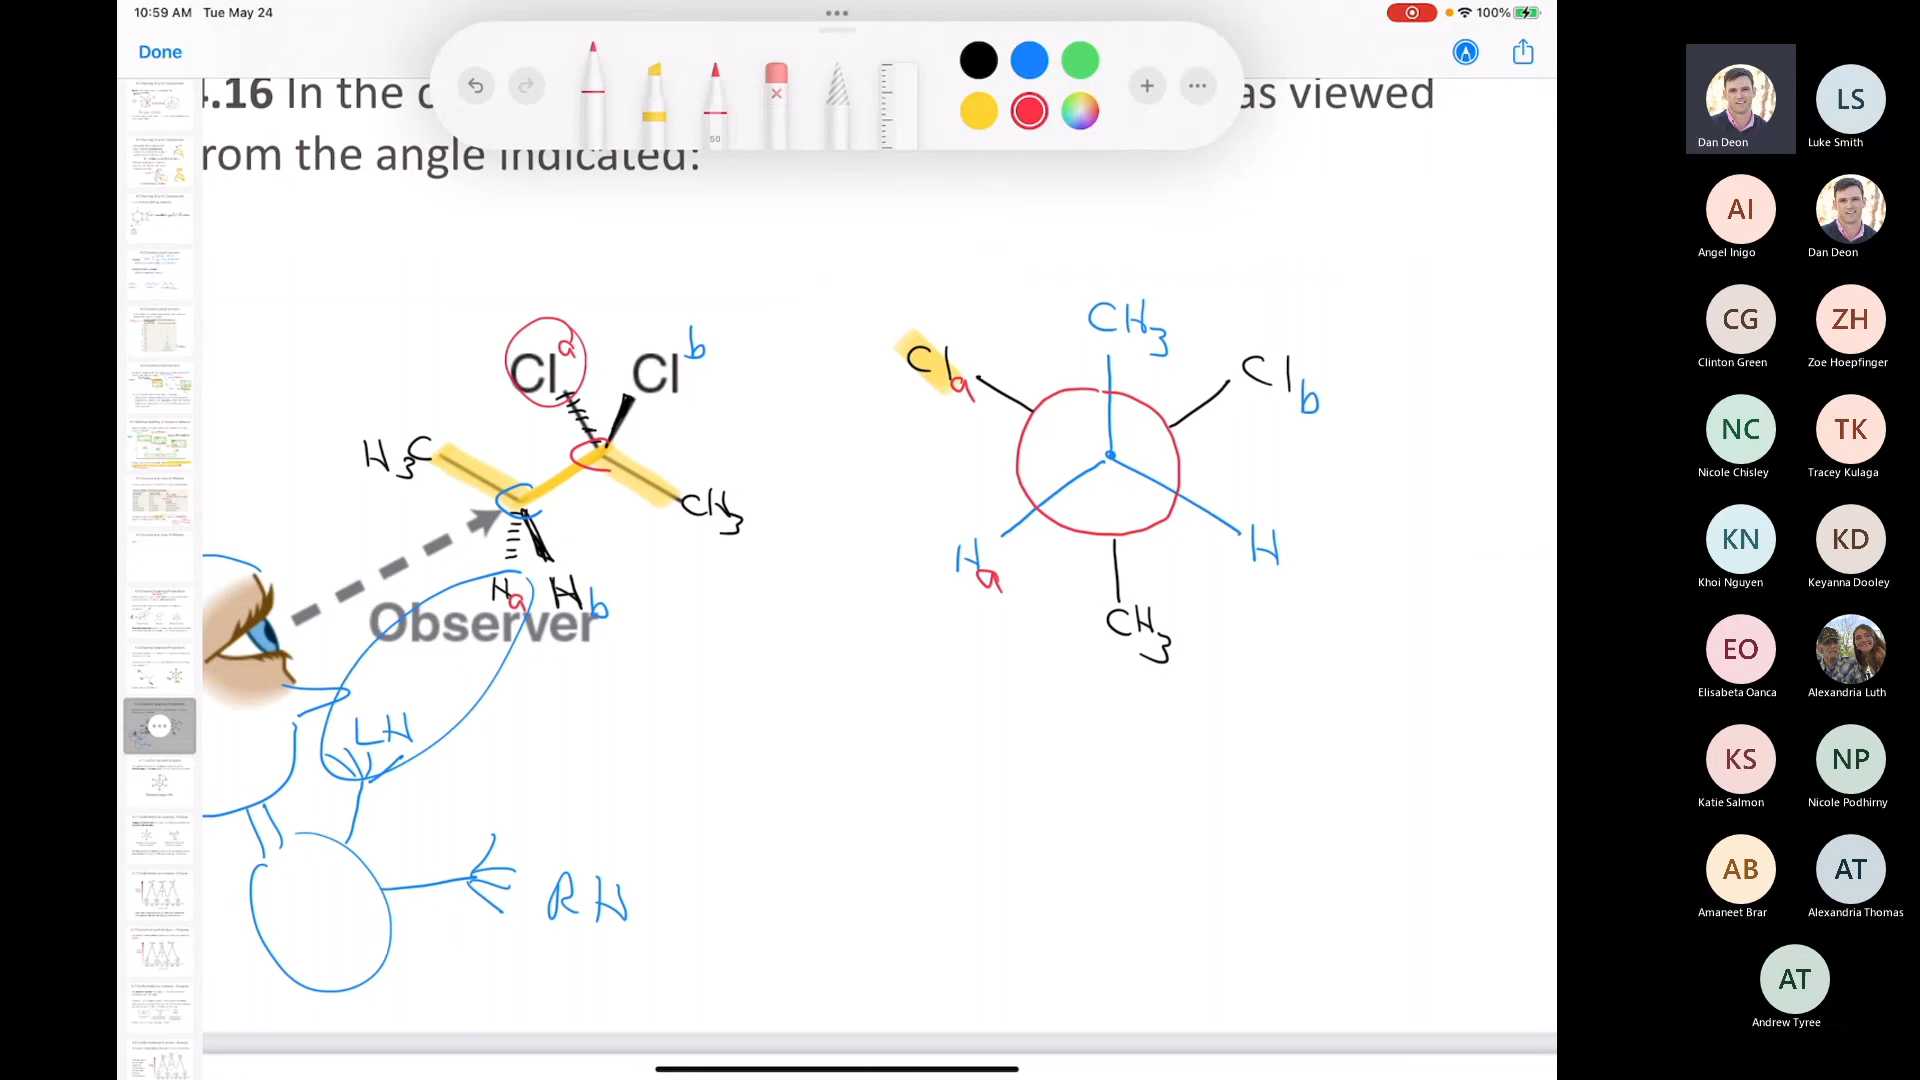 10:59 AM Tue May 24
100%
Done
50
4.16 In the c
as viewed
rom the angle indicated:
Cl a
Cl b
H3C
CH3
Ha
H b
Observer
LH
RH
CH3
Cl a
Cl b
Ha
H
CH3
Dan Deon
LS
Luke Smith
AI
Angel Inigo
Dan Deon
CG
Clinton Green
ZH
Zoe Hoepfinger
NC
Nicole Chisley
TK
Tracey Kulaga
KN
Khoi Nguyen
KD
Keyanna Dooley
EO
Elisabeta Oanca
Alexandria Luth
KS
Katie Salmon
NP
Nicole Podhirny
AB
Amaneet Brar
AT
Alexandria Thomas
AT
Andrew Tyree